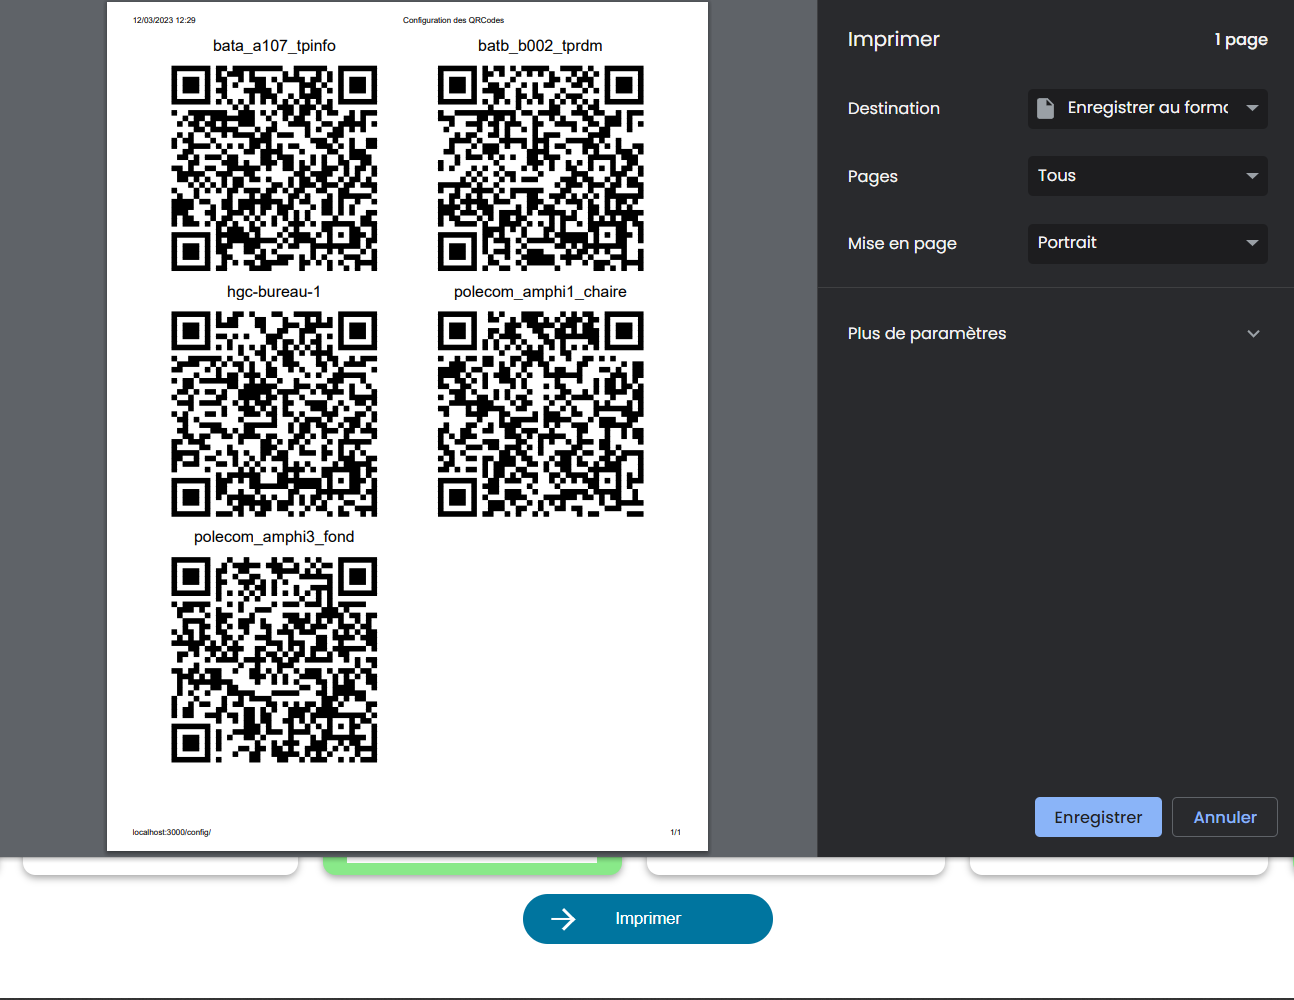 12/03/2023 12:29
Configuration des QRCodes
bata_a107_tpinfo
batb_b002_tprdm
hgc-bureau-1
polecom_amphi1_chaire
polecom_amphi3_fond
localhost:3000/config/
1/1
Imprimer
1 page
Destination
Enregistrer au forma
Pages
Tous
Mise en page
Portrait
Plus de paramètres
Enregistrer
Annuler
Imprimer